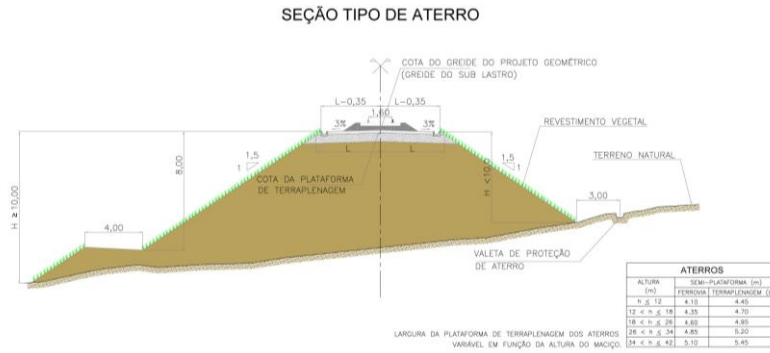 SEÇÃO TIPO DE ATERRO
COTA DO GREIDE DO PROJETO GEOMÉTRICO
(GREIDE DO SUB LASTRO)
L-0,35
L-0,35
1,60
3%
3%
REVESTIMENTO VEGETAL
1,5
1
8,00
L
L
1,5
1
H <10,0
TERRENO NATURAL
H ≥ 10,00
COTA DA PLATAFORMA
DE TERRAPLENAGEM
3,00
4,00
VALETA DE PROTEÇÃO
DE ATERRO
ATERROS
ALTURA
(m)
SEMI-PLATAFORMA (m)
FERROVIA TERRAPLENAGEM (
h ≤ 12 4.10 4.45
12 < h ≤ 18 4.35 4.70
18 < h ≤ 26 4.60 4.95
26 < h ≤ 34 4.85 5.20
34 < h ≤ 42 5.10 5.45
LARGURA DA PLATAFORMA DE TERRAPLENAGEM DOS ATERROS
VARIÁVEL EM FUNÇÃO DA ALTURA DO MACIÇO.